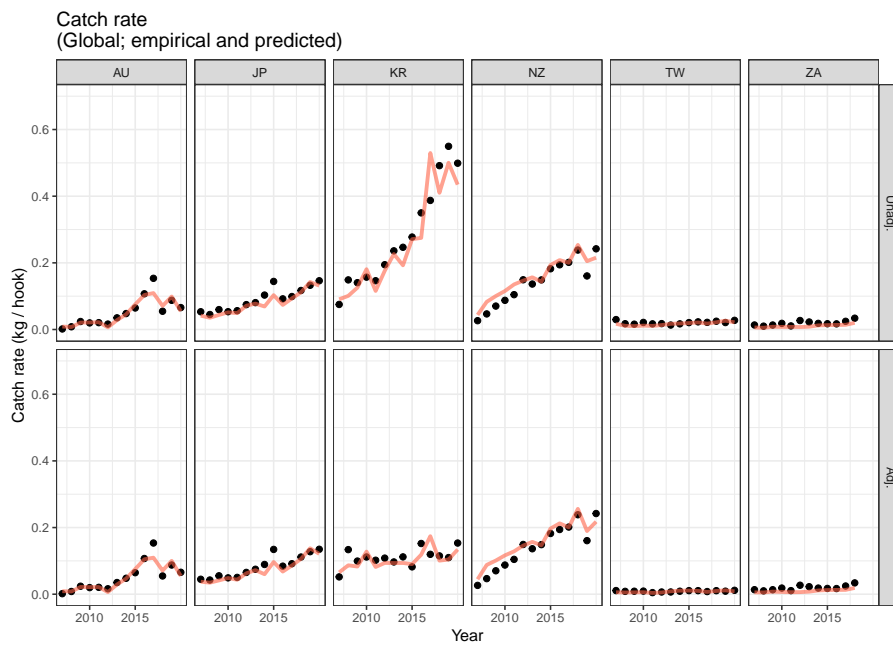 Catch rate
(Global; empirical and predicted)
AU JP KR NZ TW ZA
0.6
0.4
0.2
0.0
Unadj.
0.6
0.4
0.2
0.0
Adj.
Catch rate (kg / hook)
2010 2015 2010 2015 2010 2015 2010 2015 2010 2015 2010 2015
Year